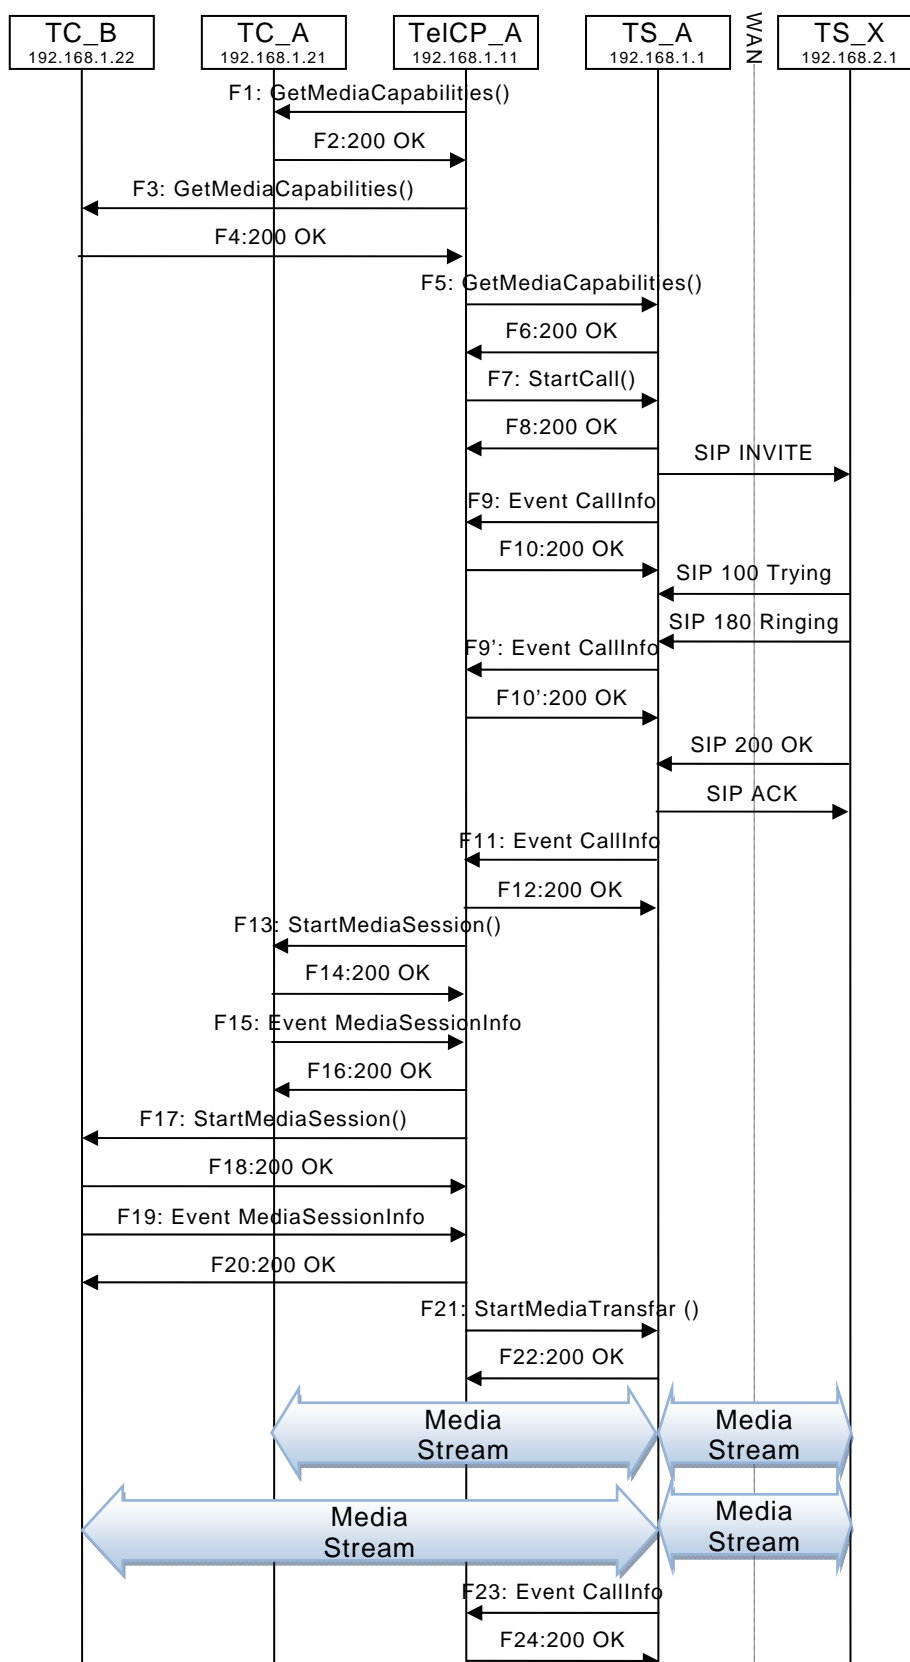 TC_B
192.168.1.22
TC_A
192.168.1.21
TelCP_A
192.168.1.11
TS_A
192.168.1.1
WAN
TS_X
192.168.2.1
F1: GetMediaCapabilities()
F2:200 OK
F3: GetMediaCapabilities()
F4:200 OK
F5: GetMediaCapabilities()
F6:200 OK
F7: StartCall()
F8:200 OK
SIP INVITE
F9: Event CallInfo
F10:200 OK
SIP 100 Trying
SIP 180 Ringing
F9': Event CallInfo
F10':200 OK
SIP 200 OK
SIP ACK
F11: Event CallInfo
F12:200 OK
F13: StartMediaSession()
F14:200 OK
F15: Event MediaSessionInfo
F16:200 OK
F17: StartMediaSession()
F18:200 OK
F19: Event MediaSessionInfo
F20:200 OK
F21: StartMediaTransfar ()
F22:200 OK
Media
Stream
Media
Stream
Media
Stream
Media
Stream
F23: Event CallInfo
F24:200 OK